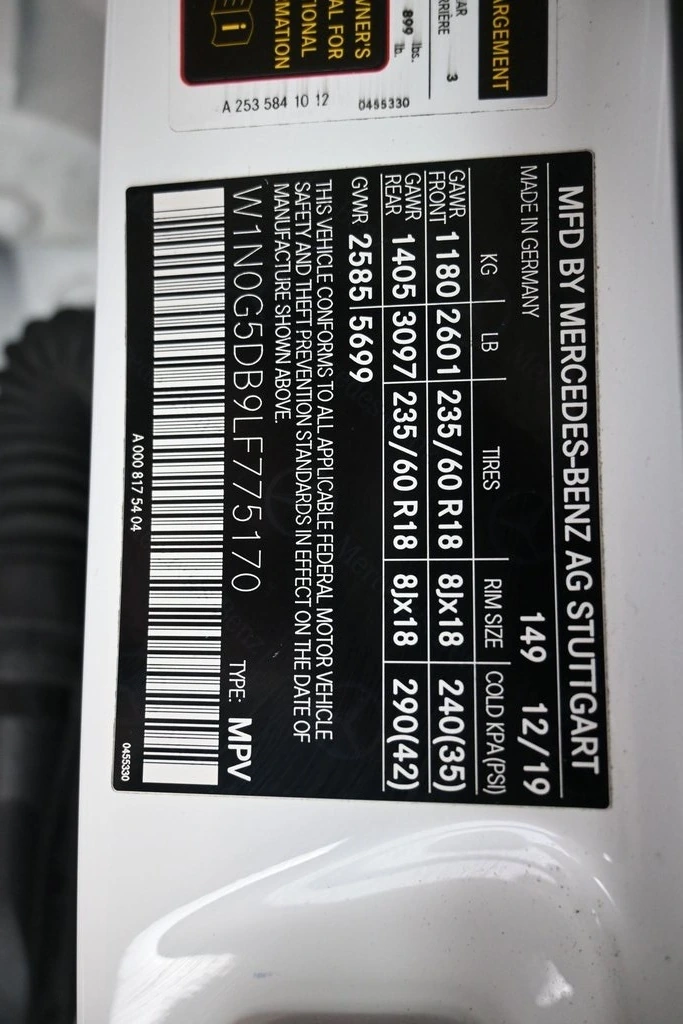 ARGEMENT
AR
RRIÈRE 3
899 lbs.
lb.
WNER'S
AL FOR
TIONAL
RMATION
i
A 253 584 10 12 0455330
MFD BY MERCEDES-BENZ AG STUTTGART
MADE IN GERMANY 149 12/19
KG LB TIRES RIM SIZE COLD KPA(PSI)
GAWR FRONT 1180 2601 235/60 R18 8Jx18 240(35)
GAWR REAR 1405 3097 235/60 R18 8Jx18 290(42)
GVWR 2585 5699
THIS VEHICLE CONFORMS TO ALL APPLICABLE FEDERAL MOTOR VEHICLE
SAFETY AND THEFT PREVENTION STANDARDS IN EFFECT ON THE DATE OF
MANUFACTURE SHOWN ABOVE.
W1N0G5DB9LF775170 TYPE: MPV
A 000 817 54 04 0455330